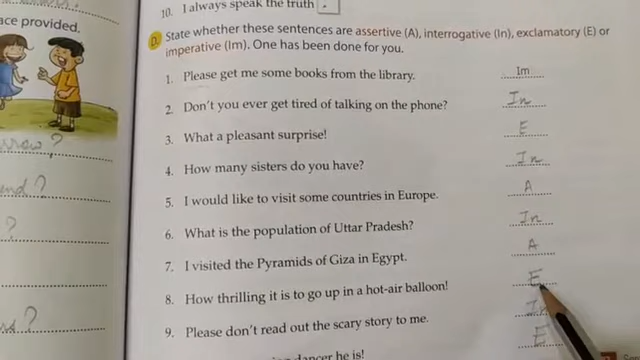 ace provided.
10. I always speak the truth .
D. State whether these sentences are assertive (A), interrogative (In), exclamatory (E) or
imperative (Im). One has been done for you.
1. Please get me some books from the library. Im
2. Don't you ever get tired of talking on the phone? In
3. What a pleasant surprise! E
4. How many sisters do you have? In
5. I would like to visit some countries in Europe. A
6. What is the population of Uttar Pradesh? In
7. I visited the Pyramids of Giza in Egypt. A
8. How thrilling it is to go up in a hot-air balloon! E
9. Please don't read out the scary story to me.
dancer he is! E
?
?
?
?